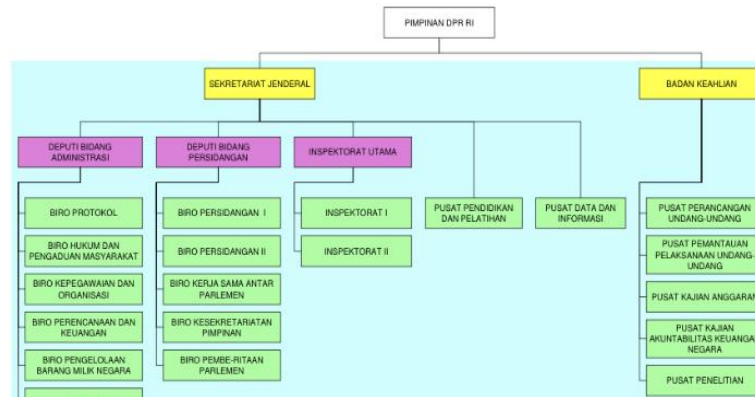 PIMPINAN DPR RI
SEKRETARIAT JENDERAL
BADAN KEAHLIAN
DEPUTI BIDANG
ADMINISTRASI
DEPUTI BIDANG
PERSIDANGAN
INSPEKTORAT UTAMA
BIRO PROTOKOL
BIRO HUKUM DAN
PENGADUAN MASYARAKAT
BIRO KEPEGAWAIAN DAN
ORGANISASI
BIRO PERENCANAAN DAN
KEUANGAN
BIRO PENGELOLAAN
BARANG MILIK NEGARA
BIRO PERSIDANGAN I
BIRO PERSIDANGAN II
BIRO KERJA SAMA ANTAR
PARLEMEN
BIRO KESEKRETARIATAN
PIMPINAN
BIRO PEMBE-RITAAN
PARLEMEN
INSPEKTORAT I
INSPEKTORAT II
PUSAT PENDIDIKAN
DAN PELATIHAN
PUSAT DATA DAN
INFORMASI
PUSAT PERANCANGAN
UNDANG-UNDANG
PUSAT PEMANTAUAN
PELAKSANAAN UNDANG-
UNDANG
PUSAT KAJIAN ANGGARAN
PUSAT KAJIAN
AKUNTABILITAS KEUANGA
NEGARA
PUSAT PENELITIAN